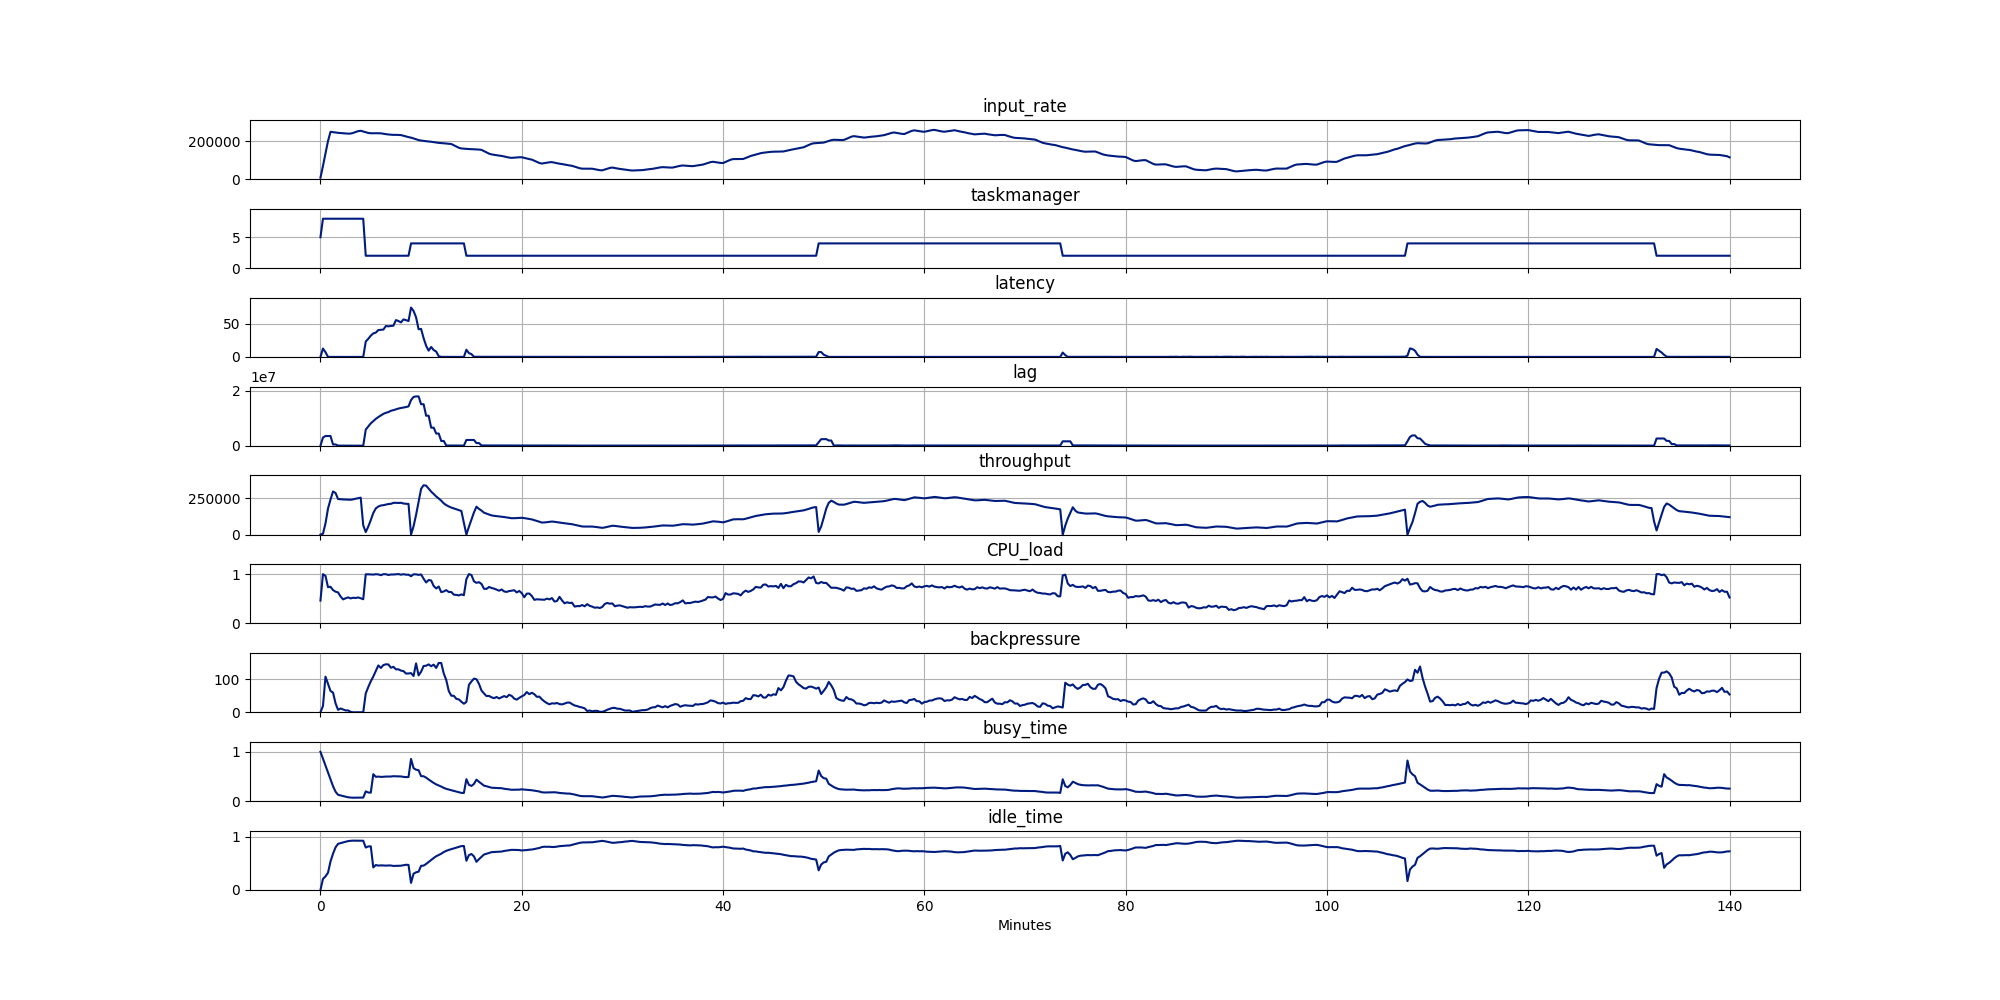 input_rate
200000
0
taskmanager
5
0
latency
50
0
1e7
lag
2
0
throughput
250000
0
CPU_load
1
0
backpressure
100
0
busy_time
1
0
idle_time
1
0
0 20 40 60 80 100 120 140
Minutes